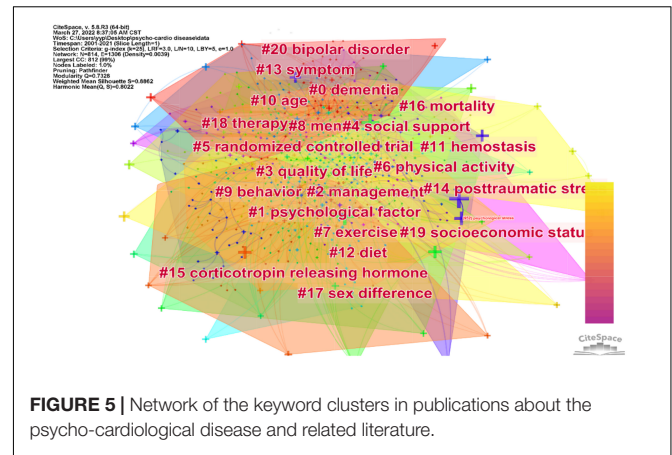 CiteSpace, v. 5.8.R3 (64-bit)
March 27, 2022 8:37:05 AM CST
WoS: C:\Users\yyp\Desktop\psycho-cardio disease\data
Timespan: 2001-2021 (Slice Length=1)
Selection Criteria: g-index (k=25), LRF=3.0, L/N=10, LBY=5, e=1.0
Network: N=814, E=1306 (Density=0.0039)
Largest CC: 812 (99%)
Nodes Labeled: 1.0%
Pruning: Pathfinder
Modularity Q=0.7328
Weighted Mean Silhouette S=0.8862
Harmonic Mean(Q, S)=0.8022
#20 bipolar disorder
#13 symptom
#0 dementia
#10 age
#16 mortality
#18 therapy #8 men #4 social support
#5 randomized controlled trial #11 hemostasis
#3 quality of life #6 physical activity
#9 behavior #2 management #14 posttraumatic stre
#1 psychological factor
#7 exercise #19 socioeconomic statu
#12 diet
#15 corticotropin releasing hormone
#17 sex difference
CiteSpace
FIGURE 5 | Network of the keyword clusters in publications about the
psycho-cardiological disease and related literature.